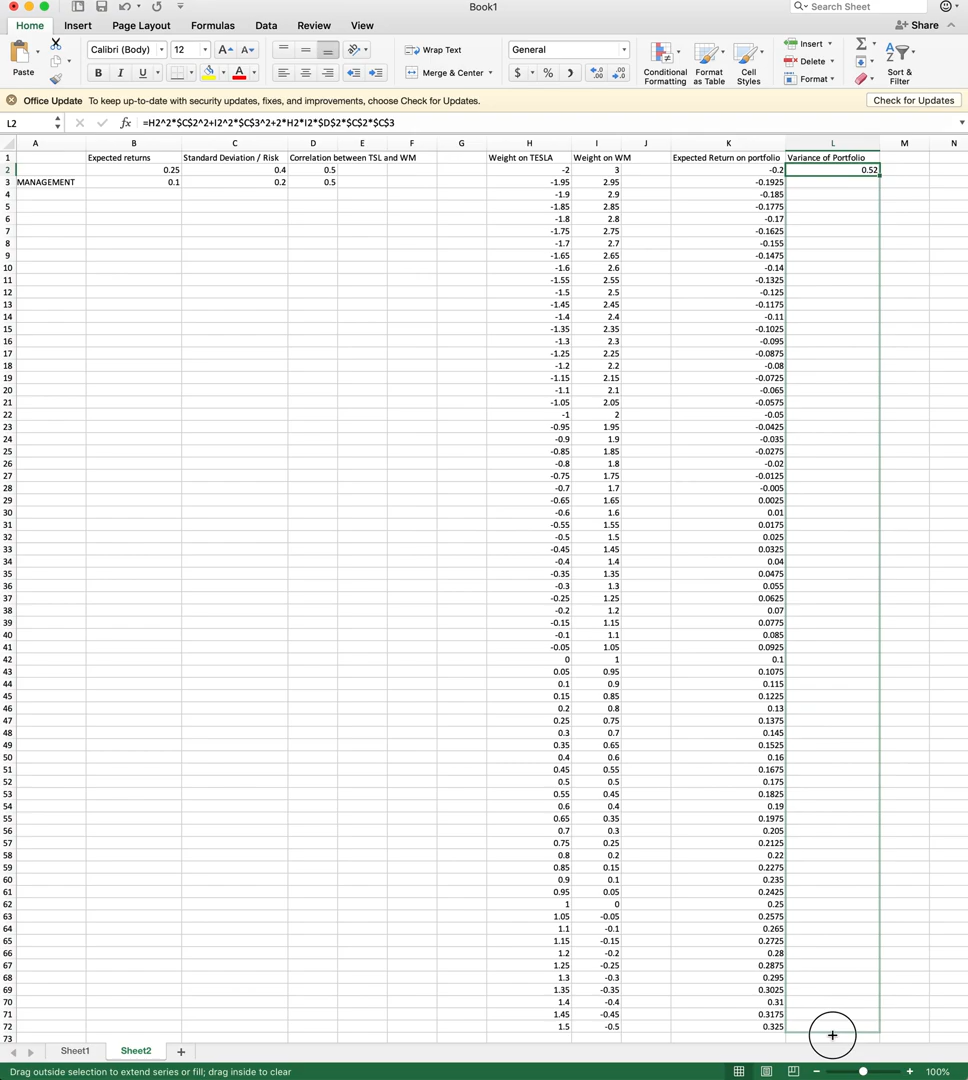 Book1
Search Sheet
Home Insert Page Layout Formulas Data Review View Share
Paste Calibri (Body) 12 A A Wrap Text General Conditional Formatting Format as Table Cell Styles Insert Delete Format Sort & Filter
B I U A Merge & Center $ % )
Office Update To keep up-to-date with security updates, fixes, and improvements, choose Check for Updates. Check for Updates
L2 fx =H2^2*$C$2^2+I2^2*$C$3^2+2*H2*I2*$D$2*$C$2*$C$3
A B C D E F G H I J K L M N
1 Expected returns Standard Deviation / Risk Correlation between TSL and WM Weight on TESLA Weight on WM Expected Return on portfolio Variance of Portfolio
2 0.25 0.4 0.5 -2 3 -0.2 0.52
3 MANAGEMENT 0.1 0.2 0.5 -1.95 2.95 -0.1925
4 -1.9 2.9 -0.185
5 -1.85 2.85 -0.1775
6 -1.8 2.8 -0.17
7 -1.75 2.75 -0.1625
8 -1.7 2.7 -0.155
9 -1.65 2.65 -0.1475
10 -1.6 2.6 -0.14
11 -1.55 2.55 -0.1325
12 -1.5 2.5 -0.125
13 -1.45 2.45 -0.1175
14 -1.4 2.4 -0.11
15 -1.35 2.35 -0.1025
16 -1.3 2.3 -0.095
17 -1.25 2.25 -0.0875
18 -1.2 2.2 -0.08
19 -1.15 2.15 -0.0725
20 -1.1 2.1 -0.065
21 -1.05 2.05 -0.0575
22 -1 2 -0.05
23 -0.95 1.95 -0.0425
24 -0.9 1.9 -0.035
25 -0.85 1.85 -0.0275
26 -0.8 1.8 -0.02
27 -0.75 1.75 -0.0125
28 -0.7 1.7 -0.005
29 -0.65 1.65 0.0025
30 -0.6 1.6 0.01
31 -0.55 1.55 0.0175
32 -0.5 1.5 0.025
33 -0.45 1.45 0.0325
34 -0.4 1.4 0.04
35 -0.35 1.35 0.0475
36 -0.3 1.3 0.055
37 -0.25 1.25 0.0625
38 -0.2 1.2 0.07
39 -0.15 1.15 0.0775
40 -0.1 1.1 0.085
41 -0.05 1.05 0.0925
42 0 1 0.1
43 0.05 0.95 0.1075
44 0.1 0.9 0.115
45 0.15 0.85 0.1225
46 0.2 0.8 0.13
47 0.25 0.75 0.1375
48 0.3 0.7 0.145
49 0.35 0.65 0.1525
50 0.4 0.6 0.16
51 0.45 0.55 0.1675
52 0.5 0.5 0.175
53 0.55 0.45 0.1825
54 0.6 0.4 0.19
55 0.65 0.35 0.1975
56 0.7 0.3 0.205
57 0.75 0.25 0.2125
58 0.8 0.2 0.22
59 0.85 0.15 0.2275
60 0.9 0.1 0.235
61 0.95 0.05 0.2425
62 1 0 0.25
63 1.05 -0.05 0.2575
64 1.1 -0.1 0.265
65 1.15 -0.15 0.2725
66 1.2 -0.2 0.28
67 1.25 -0.25 0.2875
68 1.3 -0.3 0.295
69 1.35 -0.35 0.3025
70 1.4 -0.4 0.31
71 1.45 -0.45 0.3175
72 1.5 -0.5 0.325
73
Sheet1 Sheet2 +
Drag outside selection to extend series or fill; drag inside to clear 100%